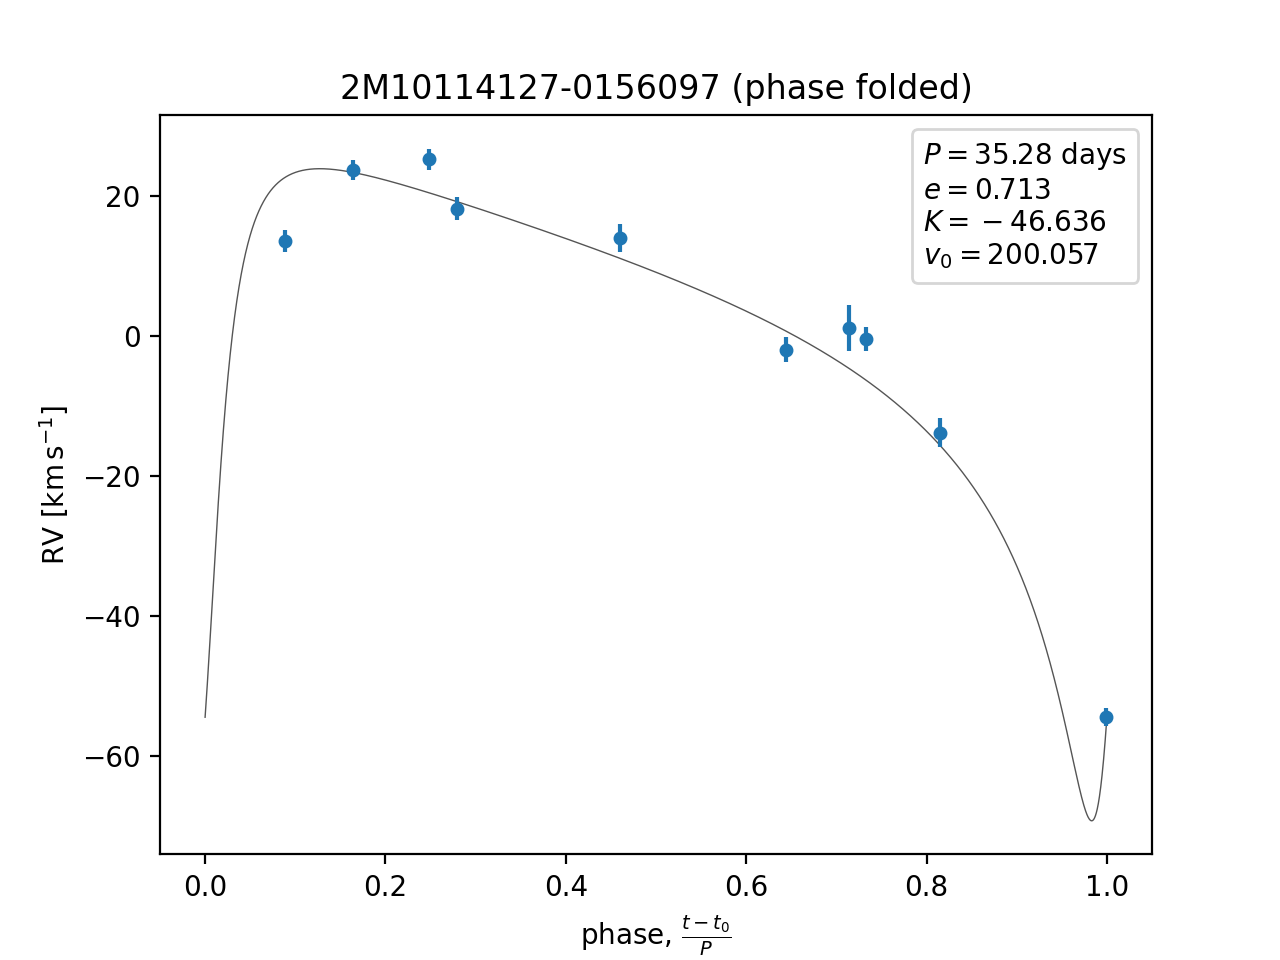 2M10114127-0156097 (phase folded)
P = 35.28 days
e = 0.713
K = −46.636
v₀ = 200.057
RV [km s⁻¹]
20
0
−20
−40
−60
0.0 0.2 0.4 0.6 0.8 1.0
phase, (t − t₀)/P